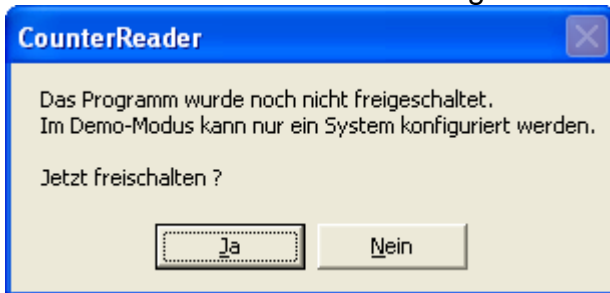 CounterReader
Das Programm wurde noch nicht freigeschaltet.
Im Demo-Modus kann nur ein System konfiguriert werden.
Jetzt freischalten ?
Ja
Nein